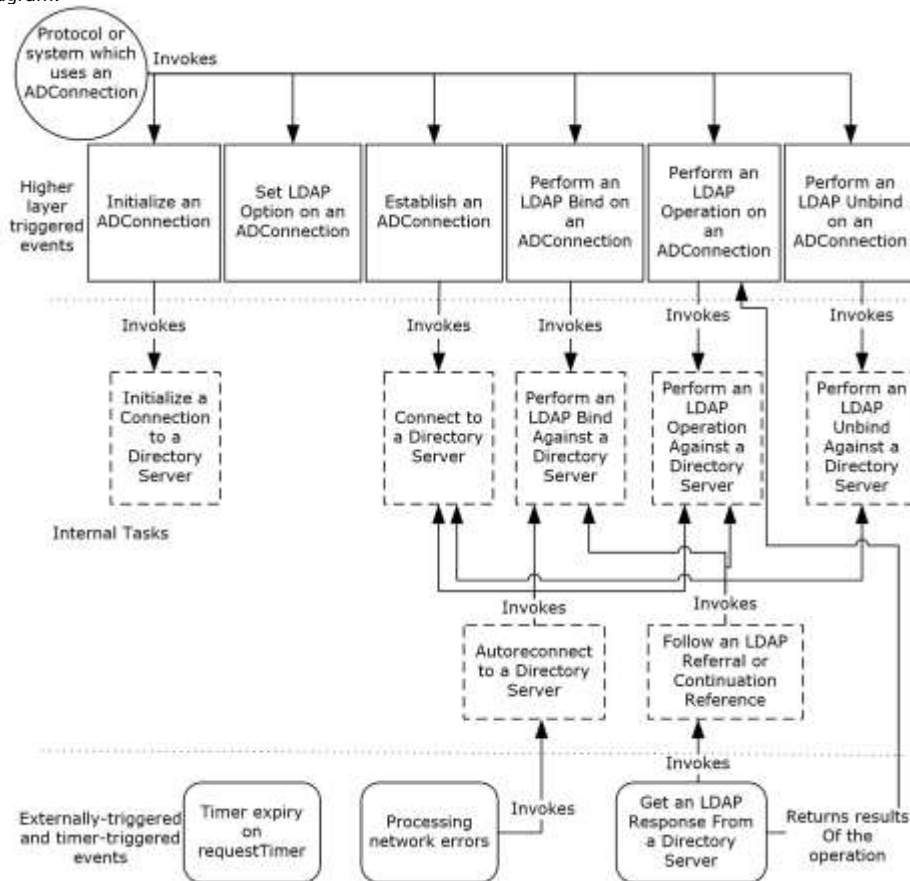 agram.
Protocol or
system which
uses an
ADConnection
Invokes
Higher
layer
triggered
events
Initialize an
ADConnection
Set LDAP
Option on an
ADConnection
Establish an
ADConnection
Perform an
LDAP Bind on
an
ADConnection
Perform an
LDAP
Operation on
an
ADConnection
Perform an
LDAP Unbind
on an
ADConnection
Invokes
Invokes
Invokes
Invokes
Invokes
Initialize a
Connection
to a
Directory
Server
Connect to
a Directory
Server
Perform an
LDAP Bind
Against a
Directory
Server
Perform an
LDAP
Operation
Against a
Directory
Server
Perform an
LDAP
Unbind
Against a
Directory
Server
Internal Tasks
Invokes
Invokes
Autoreconnect
to a Directory
Server
Follow an LDAP
Referral or
Continuation
Reference
Invokes
Externally-triggered
and timer-triggered
events
Timer expiry
on
requestTimer
Processing
network errors
Invokes
Get an LDAP
Response From
a Directory
Server
Returns results
Of the
operation